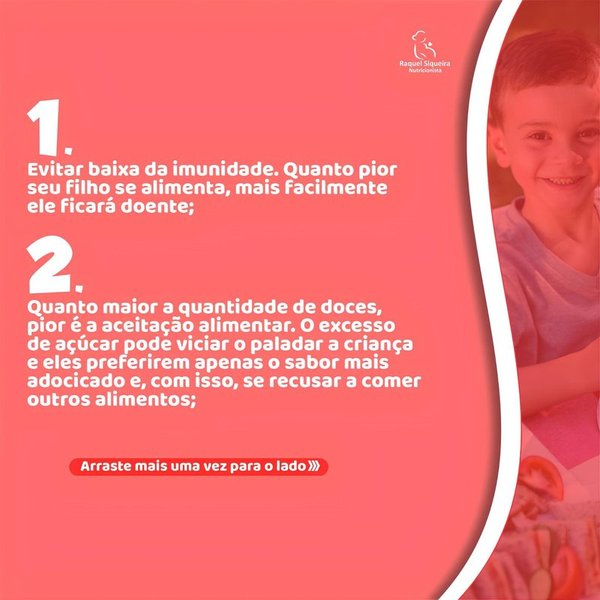 Raquel Siqueira
Nutricionista
1.
Evitar baixa da imunidade. Quanto pior
seu filho se alimenta, mais facilmente
ele ficará doente;
2.
Quanto maior a quantidade de doces,
pior é a aceitação alimentar. O excesso
de açúcar pode viciar o paladar a criança
e eles preferirem apenas o sabor mais
adocicado e, com isso, se recusar a comer
outros alimentos;
Arraste mais uma vez para o lado⟩⟩⟩